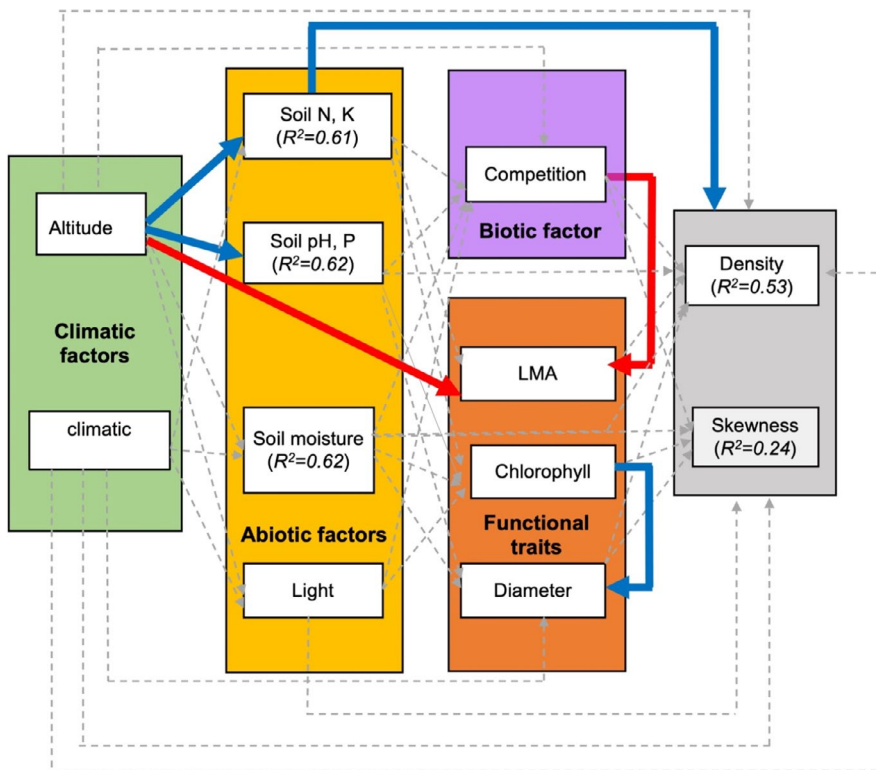 Altitude
Climatic
factors
climatic
Soil N, K
(R²=0.61)
Soil pH, P
(R²=0.62)
Soil moisture
(R²=0.62)
Abiotic factors
Light
Competition
Biotic factor
LMA
Chlorophyll
Functional
traits
Diameter
Density
(R²=0.53)
Skewness
(R²=0.24)